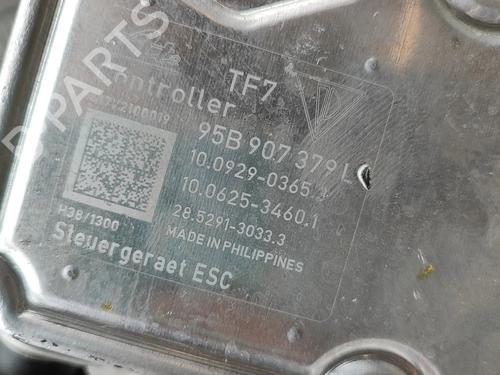 PARTS
TF7
Controller
95B 907 379 L
10.0929-0365.
10.0625-3460.1
28.5291-3033.3
MADE IN PHILIPPINES
H38/1300
Steuergeraet ESC